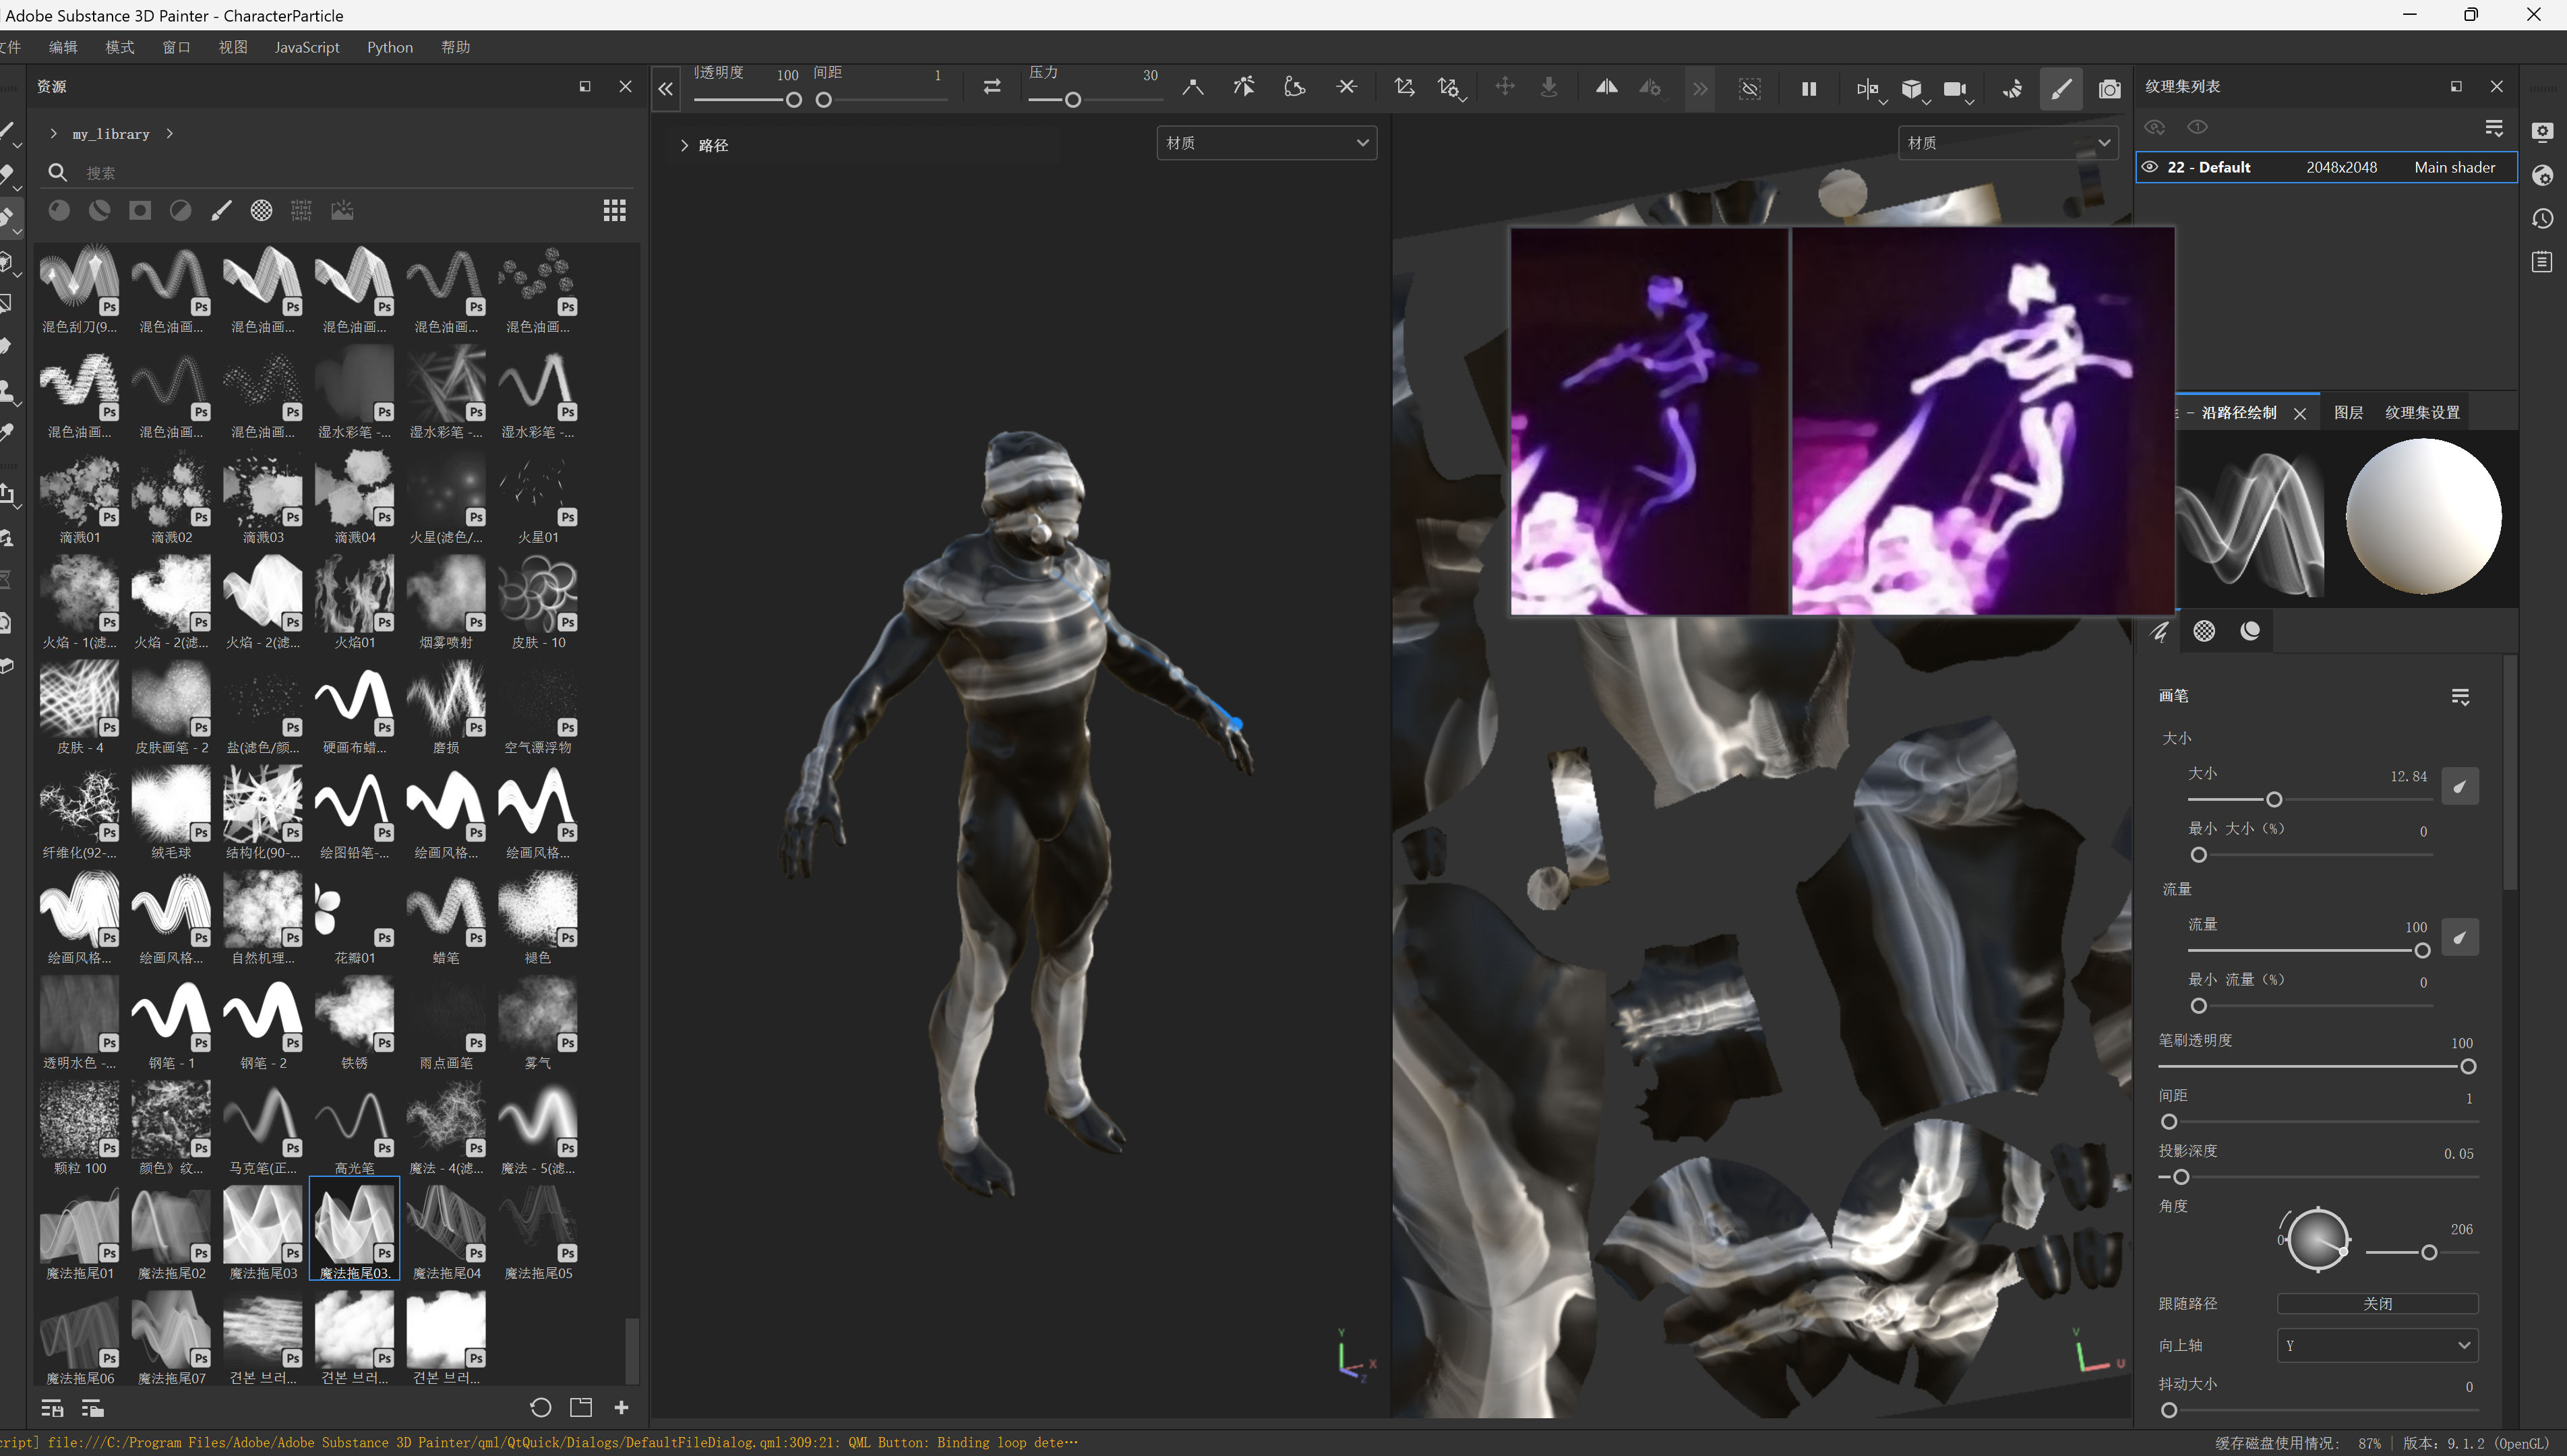 Adobe Substance 3D Painter - CharacterParticle
文件 编辑 模式 窗口 视图 JavaScript Python 帮助
资源
透明度 100 间距 1 压力 30
纹理集列表
my_library
路径
材质
材质
搜索
22 - Default 2048x2048 Main shader
混色刮刀(9... 混色油画... 混色油画... 混色油画... 混色油画... 混色油画...
混色油画... 混色油画... 混色油画... 湿水彩笔 -... 湿水彩笔 -... 湿水彩笔 -...
滴溅01 滴溅02 滴溅03 滴溅04 火星(滤色/... 火星01
火焰 - 1(滤... 火焰 - 2(滤... 火焰 - 2(滤... 火焰01 烟雾喷射 皮肤 - 10
皮肤 - 4 皮肤画笔 - 2 盐(滤色/颜... 硬画布蜡... 磨损 空气漂浮物
纤维化(92-... 绒毛球 结构化(90-... 绘图铅笔-... 绘画风格... 绘画风格...
绘画风格... 绘画风格... 自然机理... 花瓣01 蜡笔 褪色
透明水色 -... 钢笔 - 1 钢笔 - 2 铁锈 雨点画笔 雾气
颗粒 100 颜色》纹... 马克笔(正... 高光笔 魔法 - 4(滤... 魔法 - 5(滤...
魔法拖尾01 魔法拖尾02 魔法拖尾03 魔法拖尾03. 魔法拖尾04 魔法拖尾05
魔法拖尾06 魔法拖尾07 견본 브러... 견본 브러... 견본 브러...
Y X Z
V U
- 沿路径绘制 图层 纹理集设置
画笔
大小
大小 12.84
最小 大小 (%) 0
流量
流量 100
最小 流量 (%) 0
笔刷透明度 100
间距 1
投影深度 0.05
角度
0 206
跟随路径 关闭
向上轴 Y
抖动大小 0
cript] file:///C:/Program Files/Adobe/Adobe Substance 3D Painter/qml/QtQuick/Dialogs/DefaultFileDialog.qml:309:21: QML Button: Binding loop dete···
缓存磁盘使用情况: 87% | 版本: 9.1.2 (OpenGL)